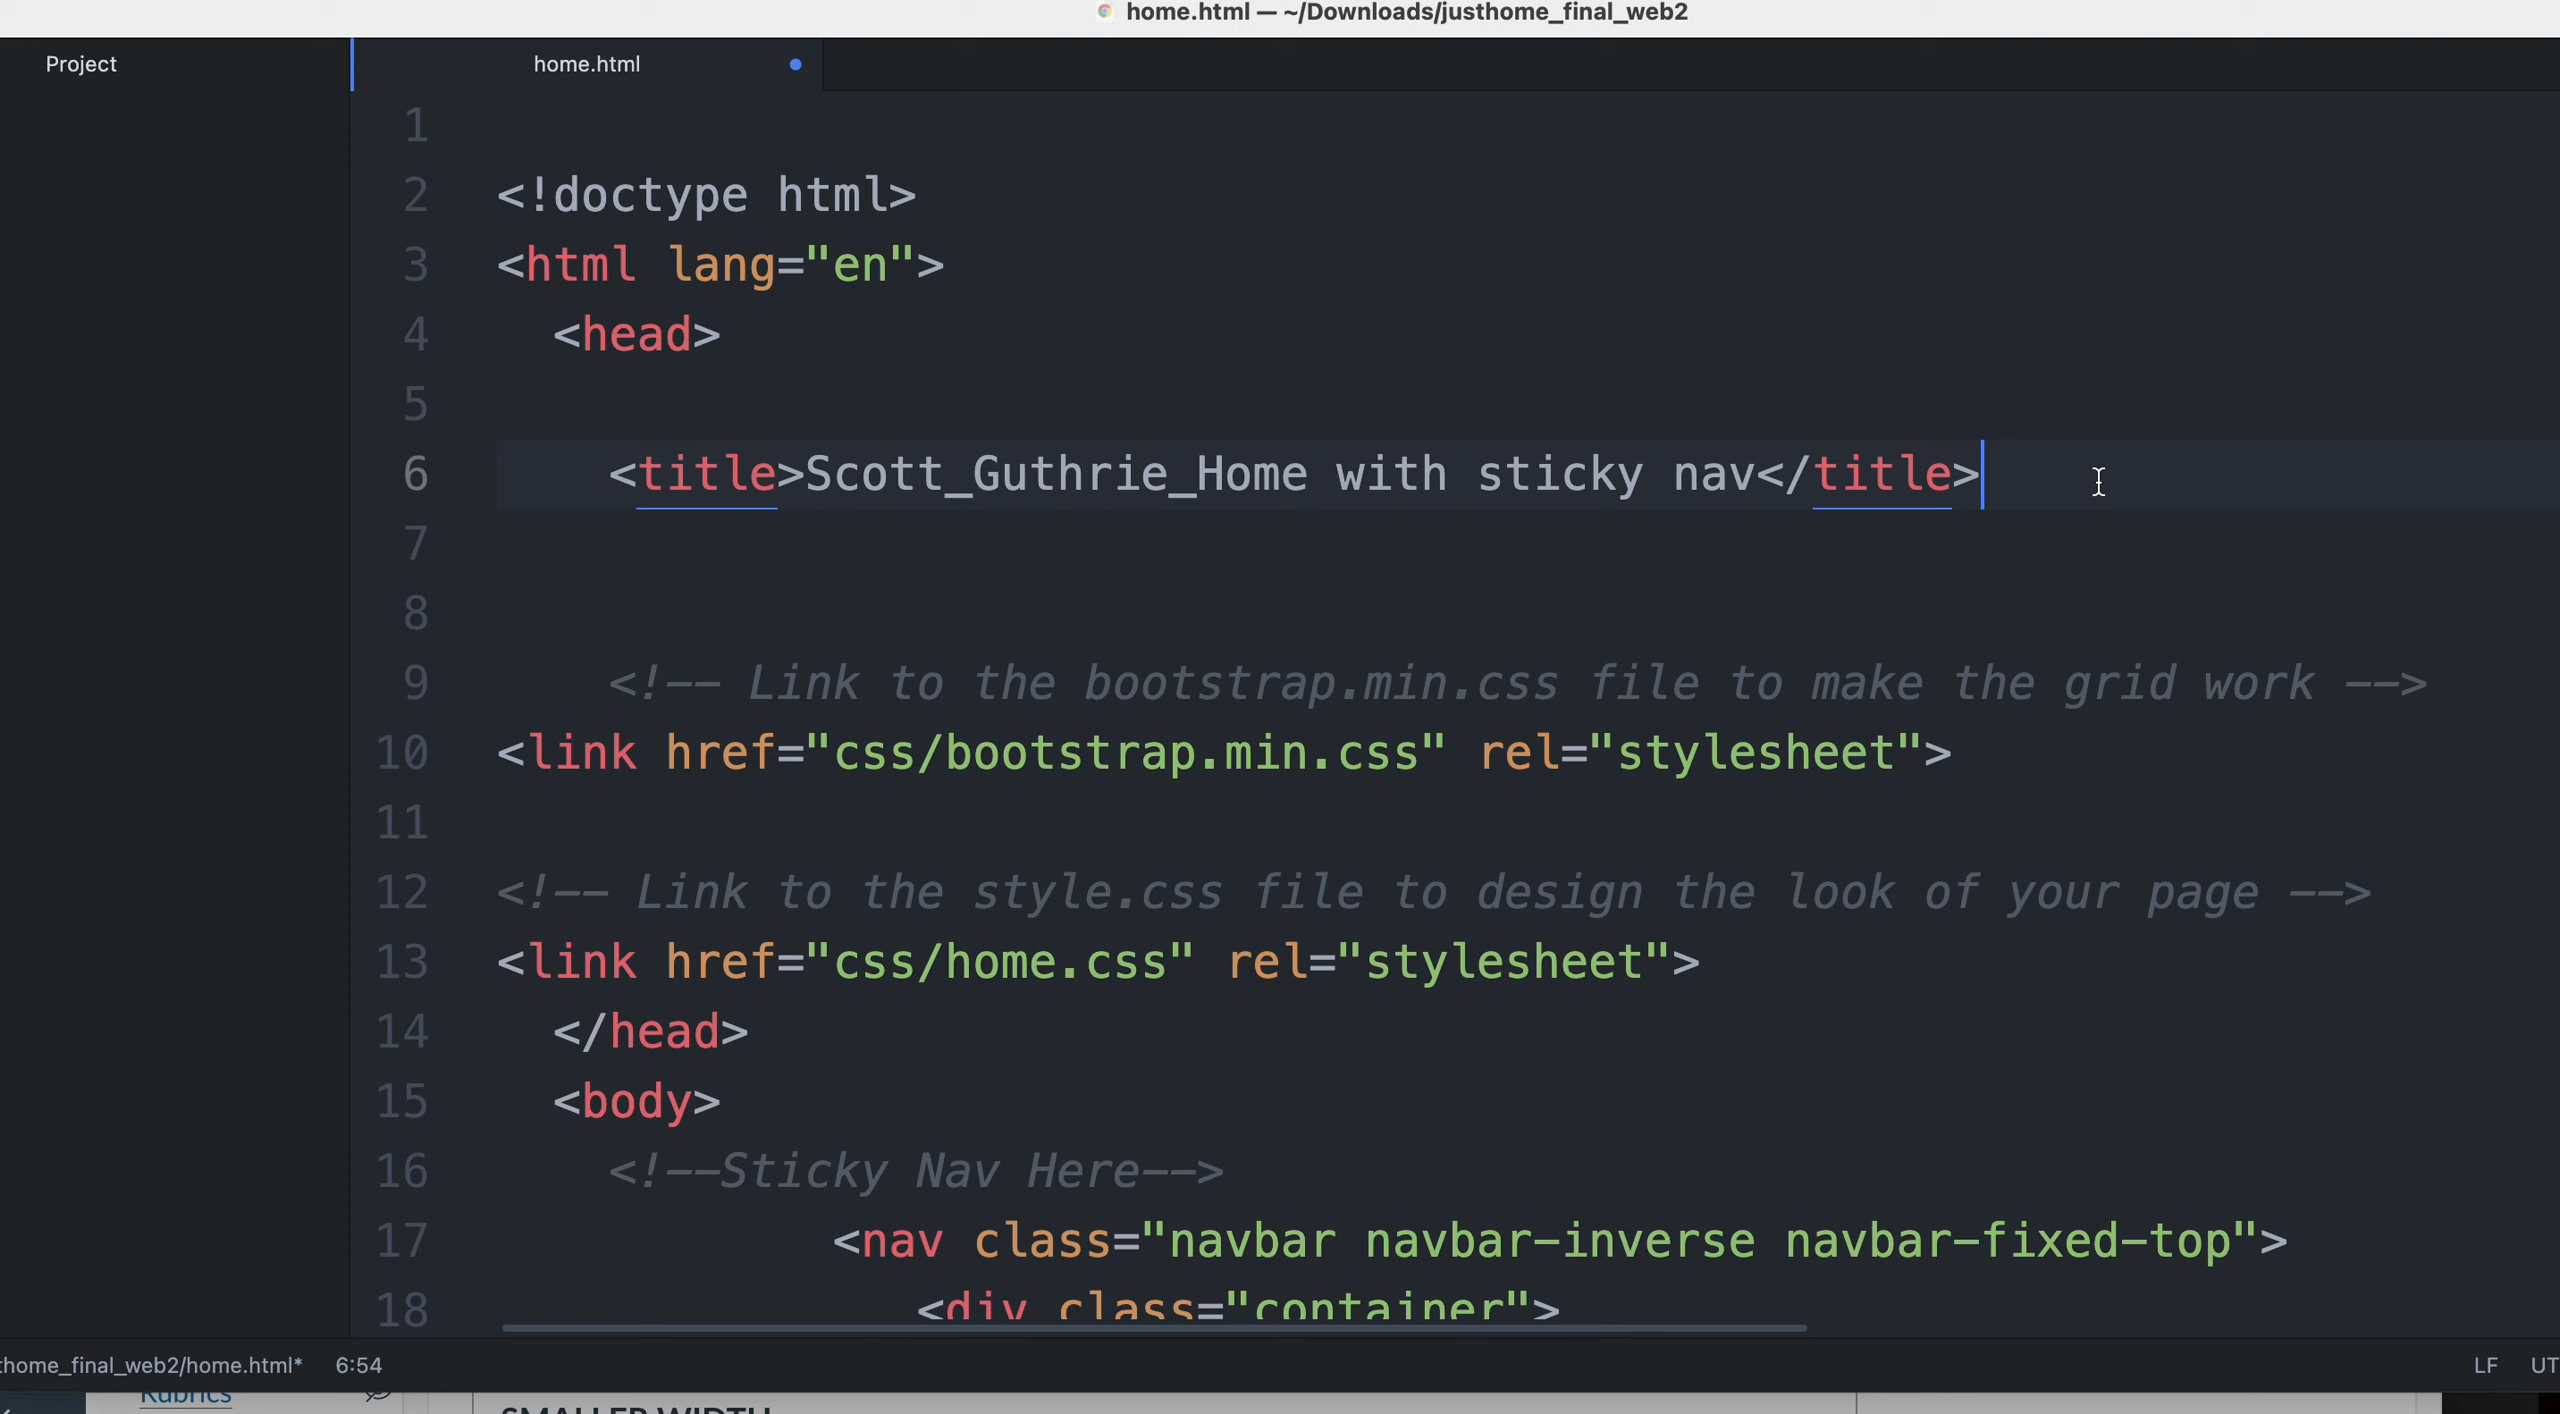 home.html — ~/Downloads/justhome_final_web2
Project
home.html
1
2 <!doctype html>
3 <html lang="en">
4 <head>
5
6 <title>Scott_Guthrie_Home with sticky nav</title>
7
8
9 <!-- Link to the bootstrap.min.css file to make the grid work -->
10 <link href="css/bootstrap.min.css" rel="stylesheet">
11
12 <!-- Link to the style.css file to design the look of your page -->
13 <link href="css/home.css" rel="stylesheet">
14 </head>
15 <body>
16 <!--Sticky Nav Here-->
17 <nav class="navbar navbar-inverse navbar-fixed-top">
18 <div class="container">
thome_final_web2/home.html* 6:54 LF UT
Rubrics
SMALLER WIDTH